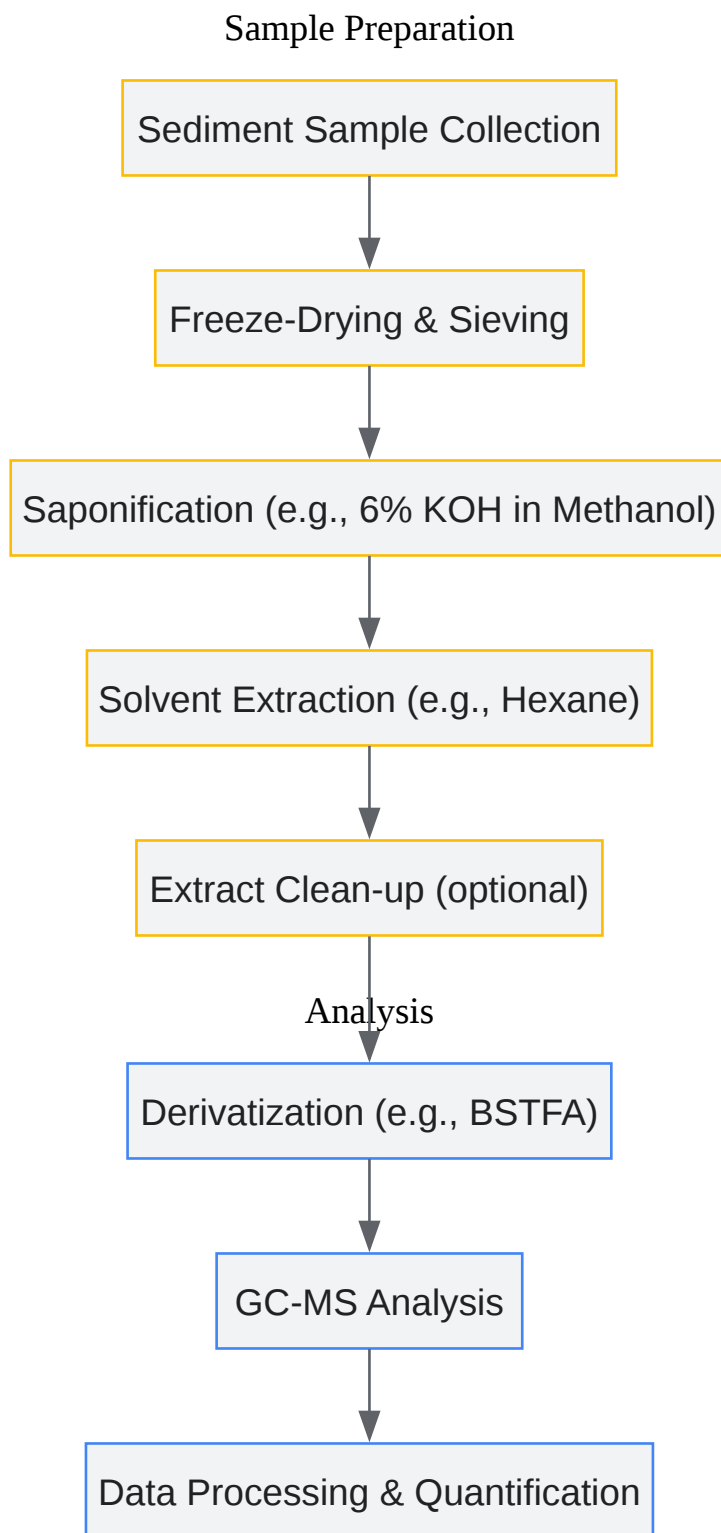 Sample Preparation
Sediment Sample Collection
Freeze-Drying & Sieving
Saponification (e.g., 6% KOH in Methanol)
Solvent Extraction (e.g., Hexane)
Extract Clean-up (optional)
Analysis
Derivatization (e.g., BSTFA)
GC-MS Analysis
Data Processing & Quantification